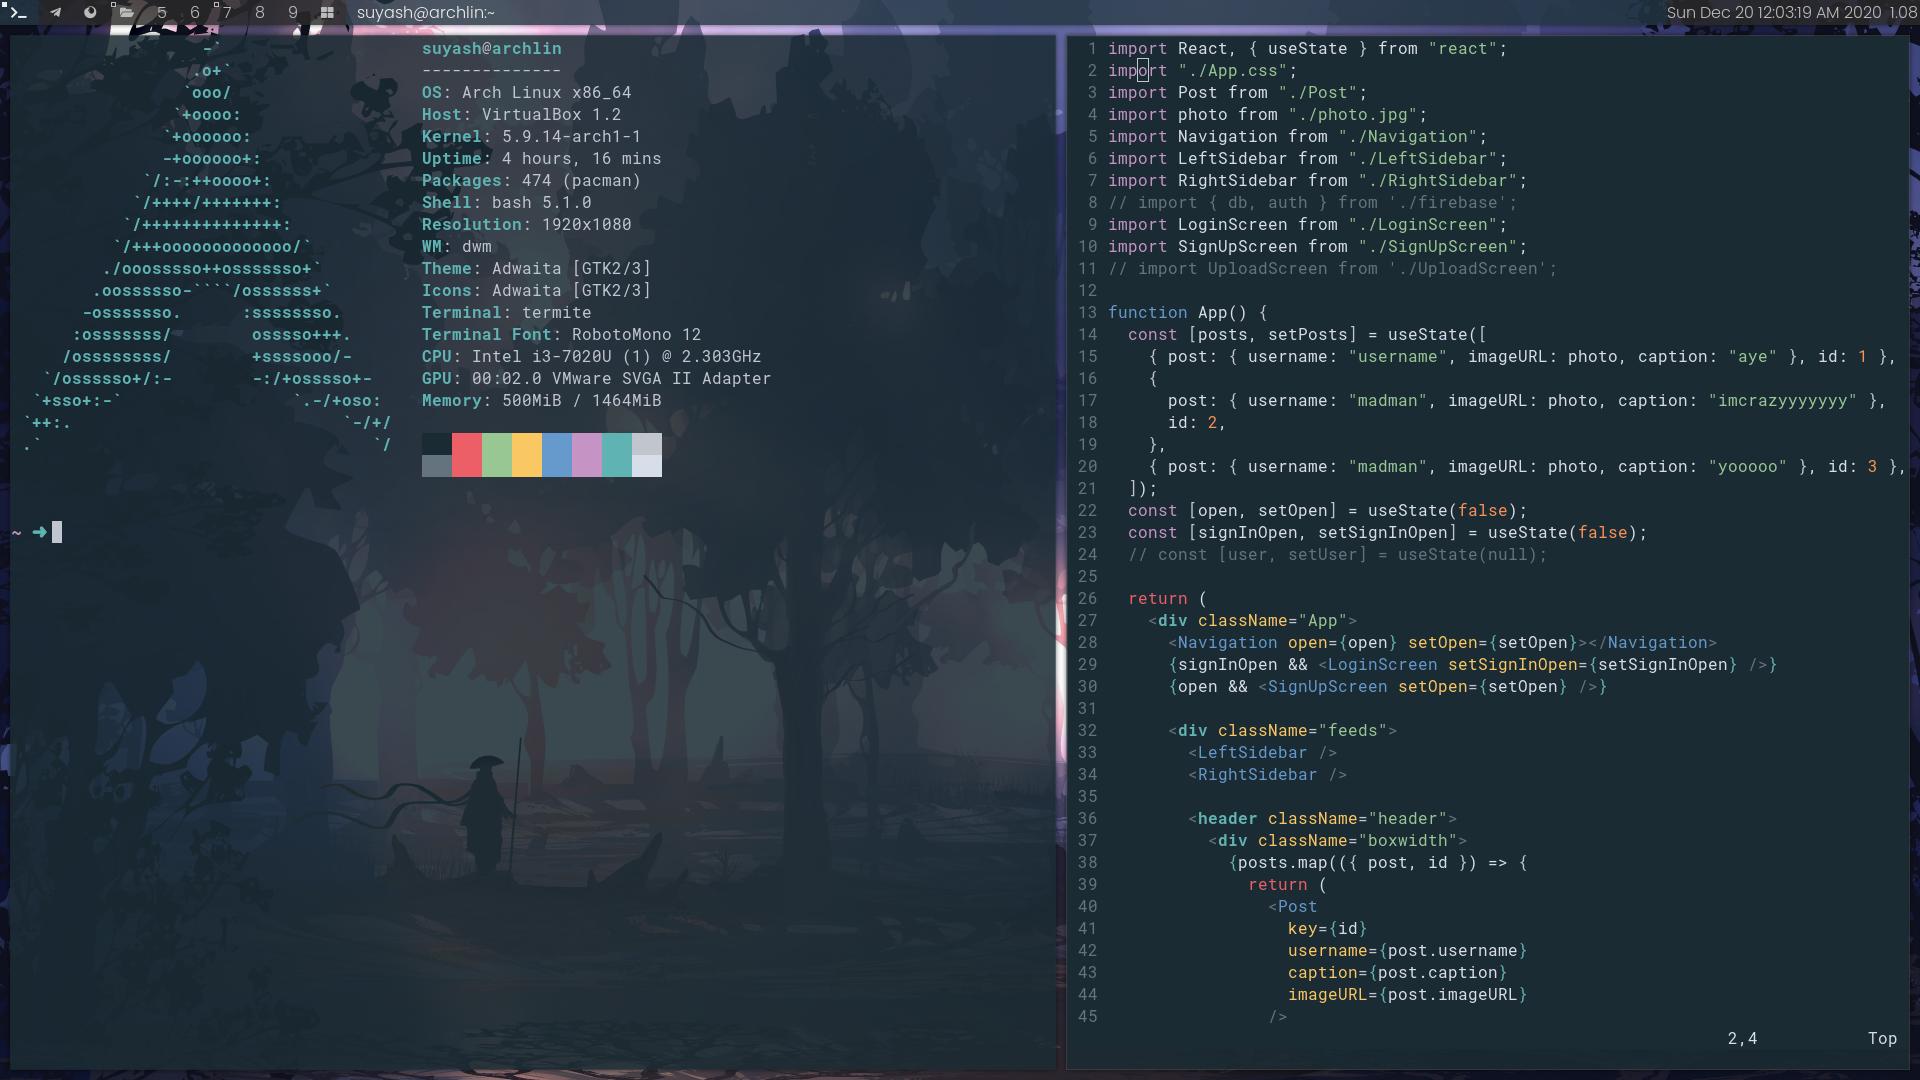 5 6 7 8 9 suyash@archlin:~ Sun Dec 20 12:03:19 AM 2020 1.08
-`
.o+`
`ooo/
`+oooo:
`+oooooo:
-+oooooo+:
`/:-:++oooo+:
`/++++/+++++++:
`/++++++++++++++:
`/+++ooooooooooooo/`
./ooosssso++osssssso+`
.oossssso-````/ossssss+`
-osssssso. :ssssssso.
:osssssss/ osssso+++.
/ossssssss/ +ssssooo/-
`/ossssso+/:- -:/+osssso+-
`+sso+:-` `.-/+oso:
`++:. `-/+/
.` `/
suyash@archlin
--------------
OS: Arch Linux x86_64
Host: VirtualBox 1.2
Kernel: 5.9.14-arch1-1
Uptime: 4 hours, 16 mins
Packages: 474 (pacman)
Shell: bash 5.1.0
Resolution: 1920x1080
WM: dwm
Theme: Adwaita [GTK2/3]
Icons: Adwaita [GTK2/3]
Terminal: termite
Terminal Font: RobotoMono 12
CPU: Intel i3-7020U (1) @ 2.303GHz
GPU: 00:02.0 VMware SVGA II Adapter
Memory: 500MiB / 1464MiB
~ ➜
1 import React, { useState } from "react";
2 import "./App.css";
3 import Post from "./Post";
4 import photo from "./photo.jpg";
5 import Navigation from "./Navigation";
6 import LeftSidebar from "./LeftSidebar";
7 import RightSidebar from "./RightSidebar";
8 // import { db, auth } from './firebase';
9 import LoginScreen from "./LoginScreen";
10 import SignUpScreen from "./SignUpScreen";
11 // import UploadScreen from './UploadScreen';
12
13 function App() {
14   const [posts, setPosts] = useState([
15     { post: { username: "username", imageURL: photo, caption: "aye" }, id: 1 },
16     {
17       post: { username: "madman", imageURL: photo, caption: "imcrazyyyyyyy" },
18       id: 2,
19     },
20     { post: { username: "madman", imageURL: photo, caption: "yooooo" }, id: 3 },
21   ]);
22   const [open, setOpen] = useState(false);
23   const [signInOpen, setSignInOpen] = useState(false);
24   // const [user, setUser] = useState(null);
25
26   return (
27     <div className="App">
28       <Navigation open={open} setOpen={setOpen}></Navigation>
29       {signInOpen && <LoginScreen setSignInOpen={setSignInOpen} />}
30       {open && <SignUpScreen setOpen={setOpen} />}
31
32       <div className="feeds">
33         <LeftSidebar />
34         <RightSidebar />
35
36         <header className="header">
37           <div className="boxwidth">
38             {posts.map(({ post, id }) => {
39               return (
40                 <Post
41                   key={id}
42                   username={post.username}
43                   caption={post.caption}
44                   imageURL={post.imageURL}
45                 />
2,4 Top